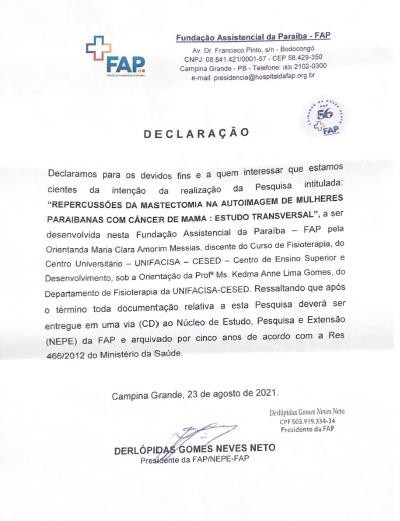 FAP
Fundação Assistencial da Paraíba - FAP
Av. Dr. Francisco Pinto, s/n - Bodocongó
CNPJ: 08.841.421/0001-57 - CEP 58.429-350
Campina Grande - PB - Telefone: (83) 2102-0300
e-mail: presidencia@hospitaldafap.org.br
56
FAP
DECLARAÇÃO
Declaramos para os devidos fins e a quem interessar que estamos
cientes da intenção da realização da Pesquisa intitulada:
“REPERCUSSÕES DA MASTECTOMIA NA AUTOIMAGEM DE MULHERES
PARAIBANAS COM CÂNCER DE MAMA : ESTUDO TRANSVERSAL”, a ser
desenvolvida nesta Fundação Assistencial da Paraíba – FAP pela
Orientanda Maria Clara Amorim Messias, discente do Curso de Fisioterapia, do
Centro Universitário – UNIFACISA – CESED – Centro de Ensino Superior e
Desenvolvimento, sob a Orientação da Profª Ms. Kedma Anne Lima Gomes, do
Departamento de Fisioterapia da UNIFACISA-CESED. Ressaltando que após
o término toda documentação relativa a esta Pesquisa deverá ser
entregue em uma via (CD) ao Núcleo de Estudo, Pesquisa e Extensão
(NEPE) da FAP e arquivado por cinco anos de acordo com a Res
466/2012 do Ministério da Saúde.
Campina Grande, 23 de agosto de 2021.
Derlópidas Gomes Neves Neto
CPF 503.919.334-34
Presidente da FAP
DERLÓPIDAS GOMES NEVES NETO
Presidente da FAP/NEPE-FAP